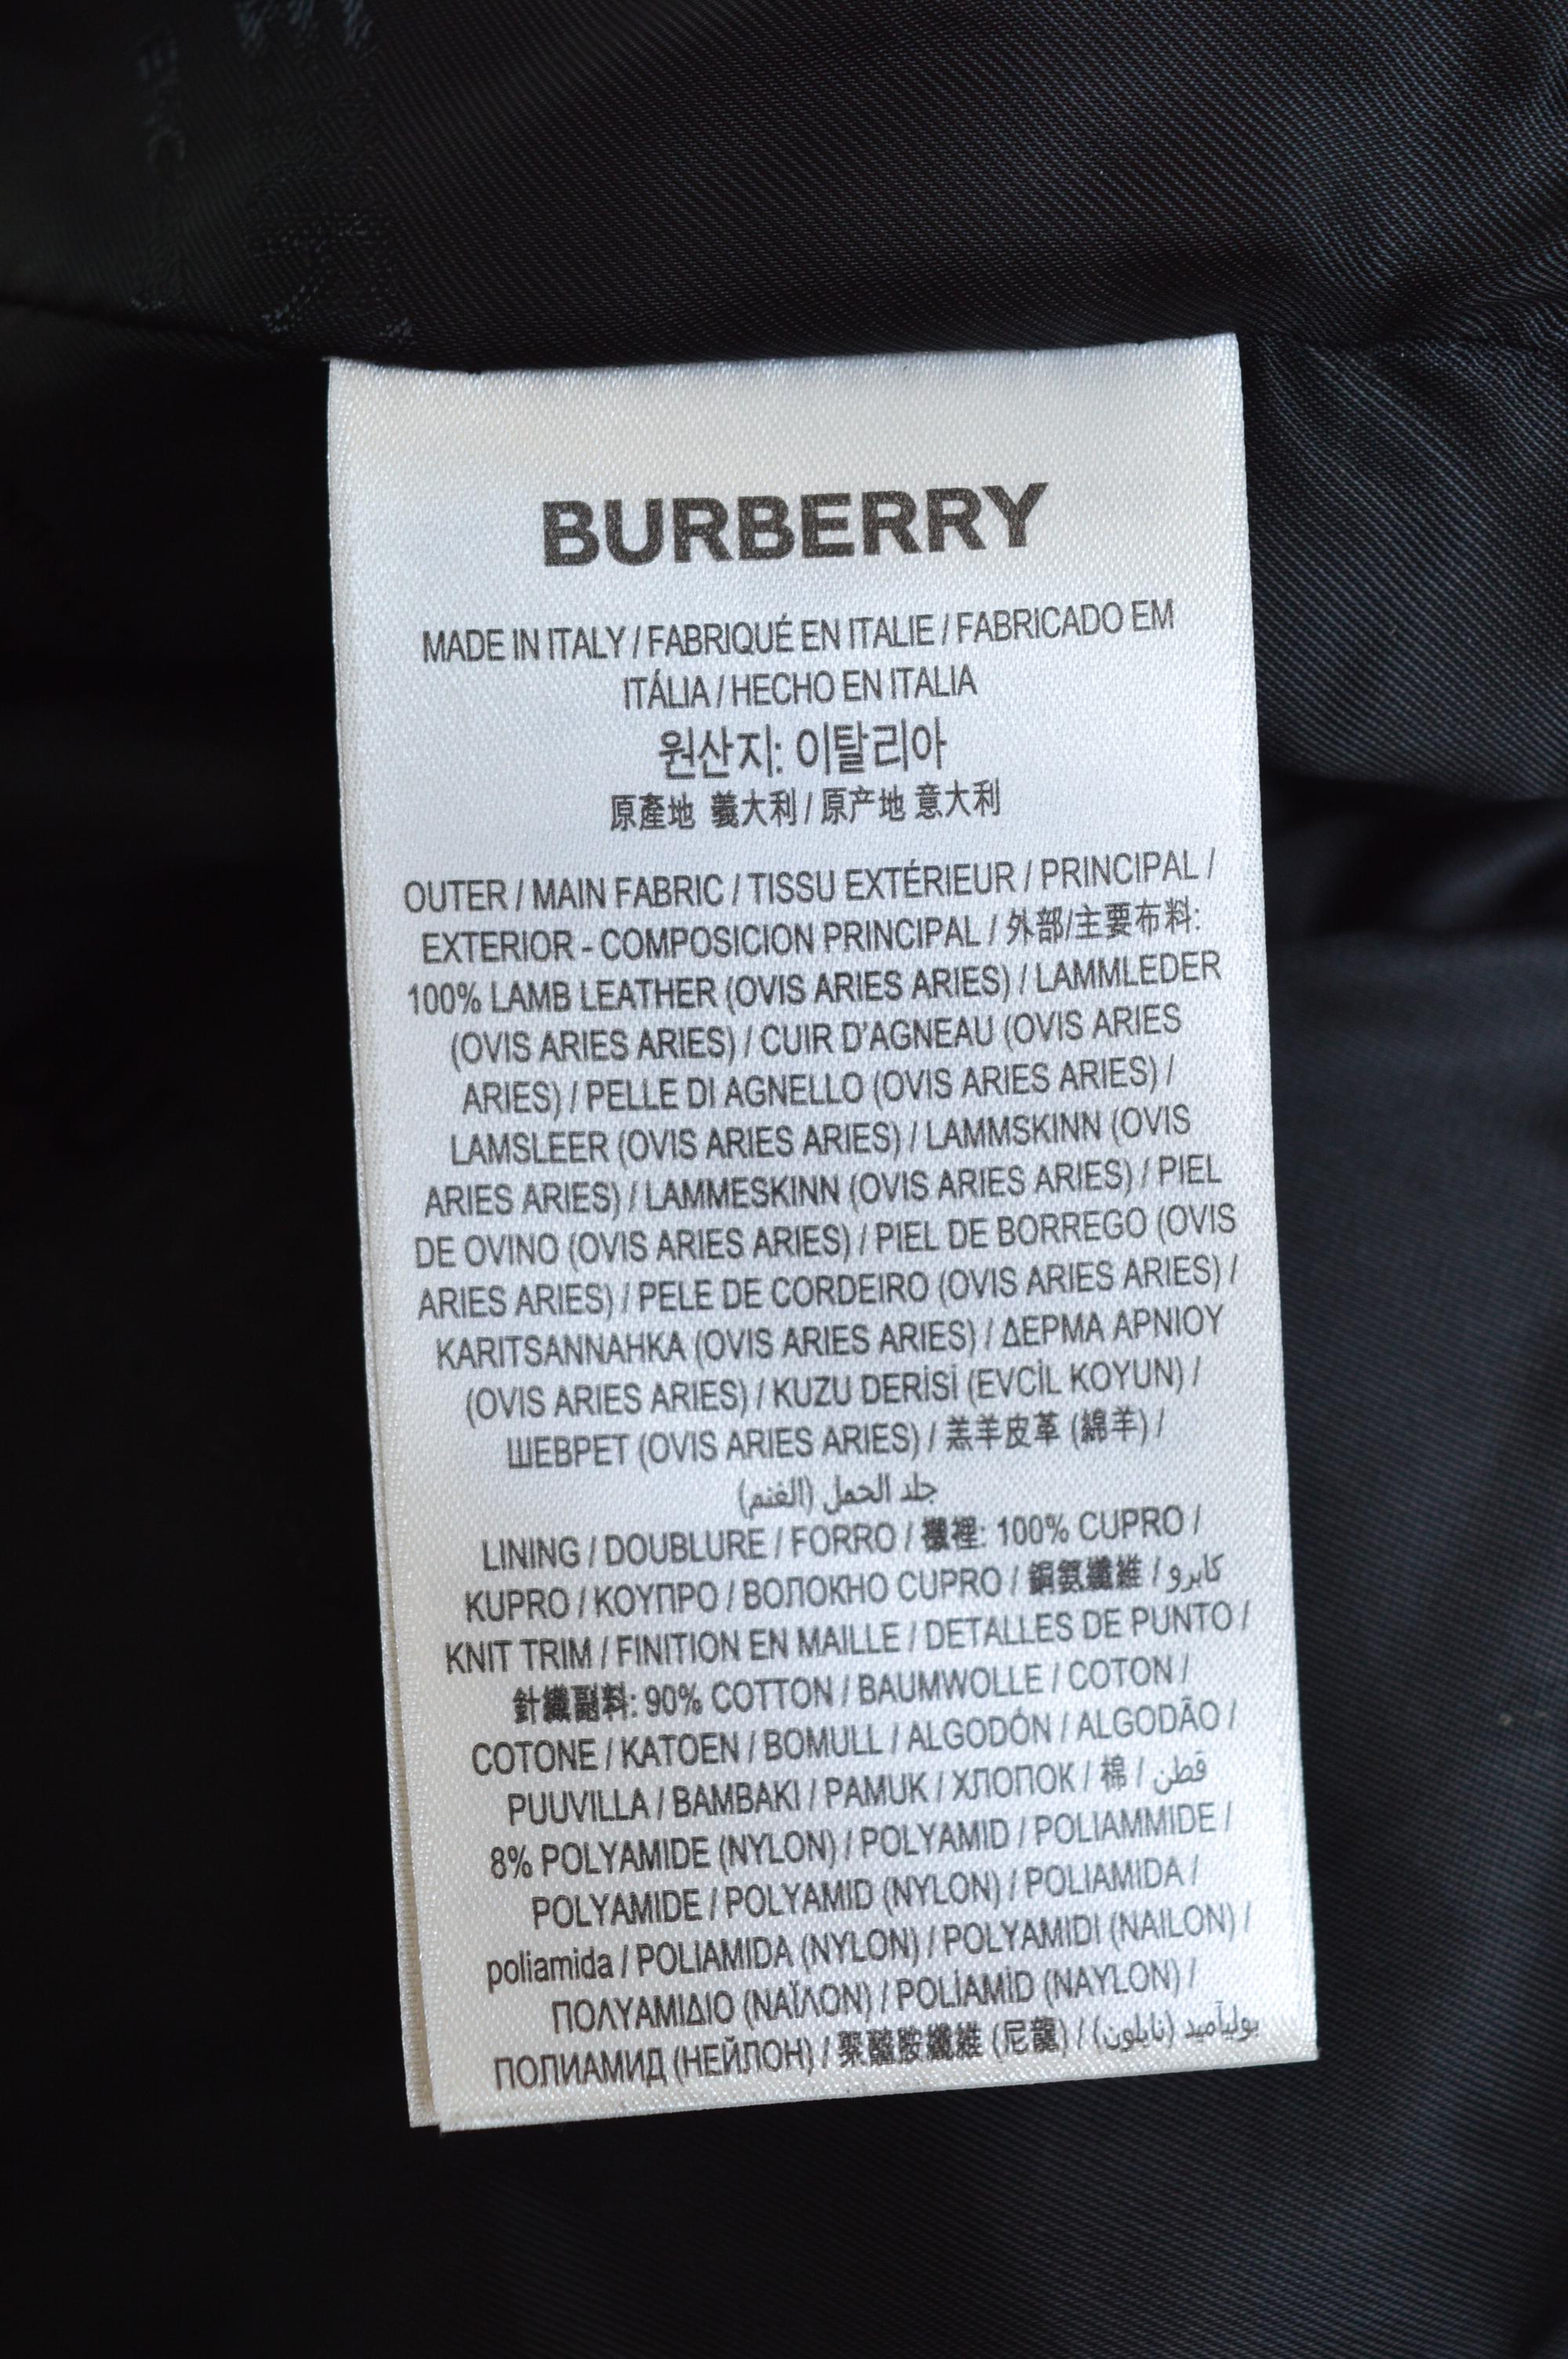 BURBERRY
MADE IN ITALY / FABRIQUÉ EN ITALIE / FABRICADO EM
ITÁLIA / HECHO EN ITALIA
원산지: 이탈리아
原產地 義大利 / 原产地 意大利
OUTER / MAIN FABRIC / TISSU EXTÉRIEUR / PRINCIPAL /
EXTERIOR - COMPOSICION PRINCIPAL / 外部/主要布料:
100% LAMB LEATHER (OVIS ARIES ARIES) / LAMMLEDER
(OVIS ARIES ARIES) / CUIR D'AGNEAU (OVIS ARIES
ARIES) / PELLE DI AGNELLO (OVIS ARIES ARIES) /
LAMSLEER (OVIS ARIES ARIES) / LAMMSKINN (OVIS
ARIES ARIES) / LAMMESKINN (OVIS ARIES ARIES) / PIEL
DE OVINO (OVIS ARIES ARIES) / PIEL DE BORREGO (OVIS
ARIES ARIES) / PELE DE CORDEIRO (OVIS ARIES ARIES) /
KARITSANNAHKA (OVIS ARIES ARIES) / ΔΕΡΜΑ ΑΡΝΙΟΥ
(OVIS ARIES ARIES) / KUZU DERİSİ (EVCİL KOYUN) /
ШЕВРЕТ (OVIS ARIES ARIES) / 羔羊皮革 (綿羊) /
جلد الحمل (الغنم)
LINING / DOUBLURE / FORRO / 襯裡: 100% CUPRO /
KUPRO / ΚΟΥΠΡΟ / ВОЛОКНО CUPRO / 銅氨纖維 / كابرو
KNIT TRIM / FINITION EN MAILLE / DETALLES DE PUNTO /
針織副料: 90% COTTON / BAUMWOLLE / COTON /
COTONE / KATOEN / BOMULL / ALGODÓN / ALGODÃO /
PUUVILLA / ΒΑΜΒΑΚΙ / PAMUK / ХЛОПОК / 棉 / قطن
8% POLYAMIDE (NYLON) / POLYAMID / POLIAMMIDE /
POLYAMIDE / POLYAMID (NYLON) / POLIAMIDA /
poliamida / POLIAMIDA (NYLON) / POLYAMIDI (NAILON) /
ΠΟΛΥΑΜΙΔΙΟ (ΝΑΪΛΟΝ) / POLİAMİD (NAYLON) /
ПОЛИАМИД (НЕЙЛОН) / 聚醯胺纖維 (尼龍) / بوليآميد (نايلون)